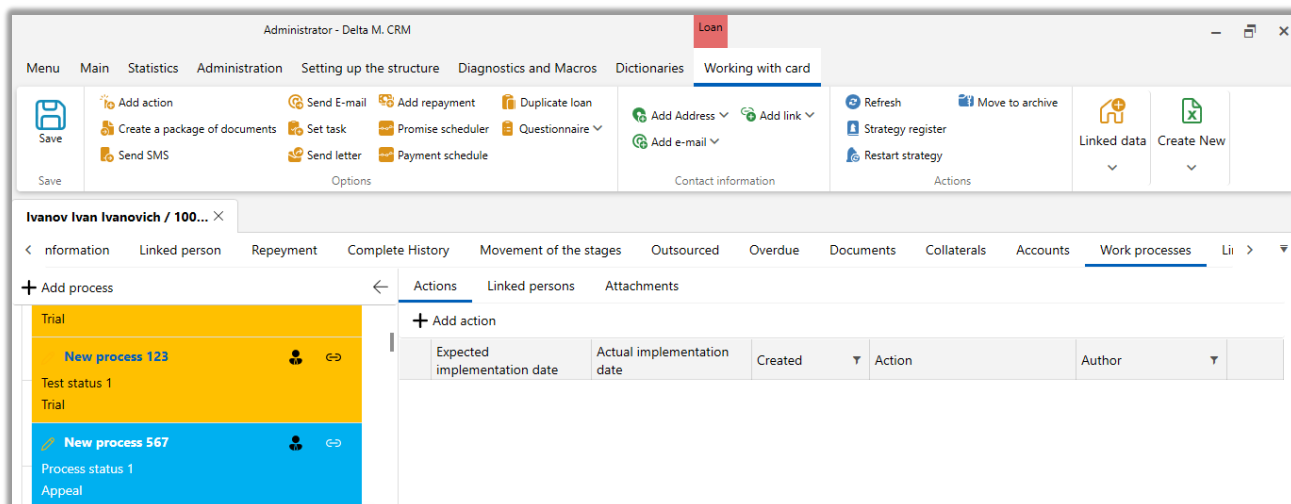 Administrator - Delta M. CRM
Loan
Menu Main Statistics Administration Setting up the structure Diagnostics and Macros Dictionaries Working with card
Save
Add action
Create a package of documents
Send SMS
Send E-mail
Set task
Send letter
Add repayment
Promise scheduler
Payment schedule
Duplicate loan
Questionnaire
Add Address
Add link
Add e-mail
Refresh
Strategy register
Restart strategy
Move to archive
Linked data
Create New
Save
Options
Contact information
Actions
Ivanov Ivan Ivanovich / 100...
nformation Linked person Repeyment Complete History Movement of the stages Outsourced Overdue Documents Collaterals Accounts Work processes Li
Add process
Actions Linked persons Attachments
Trial
Add action
New process 123
Test status 1
Trial
Expected
implementation date
Actual implementation
date
Created
Action
Author
New process 567
Process status 1
Appeal